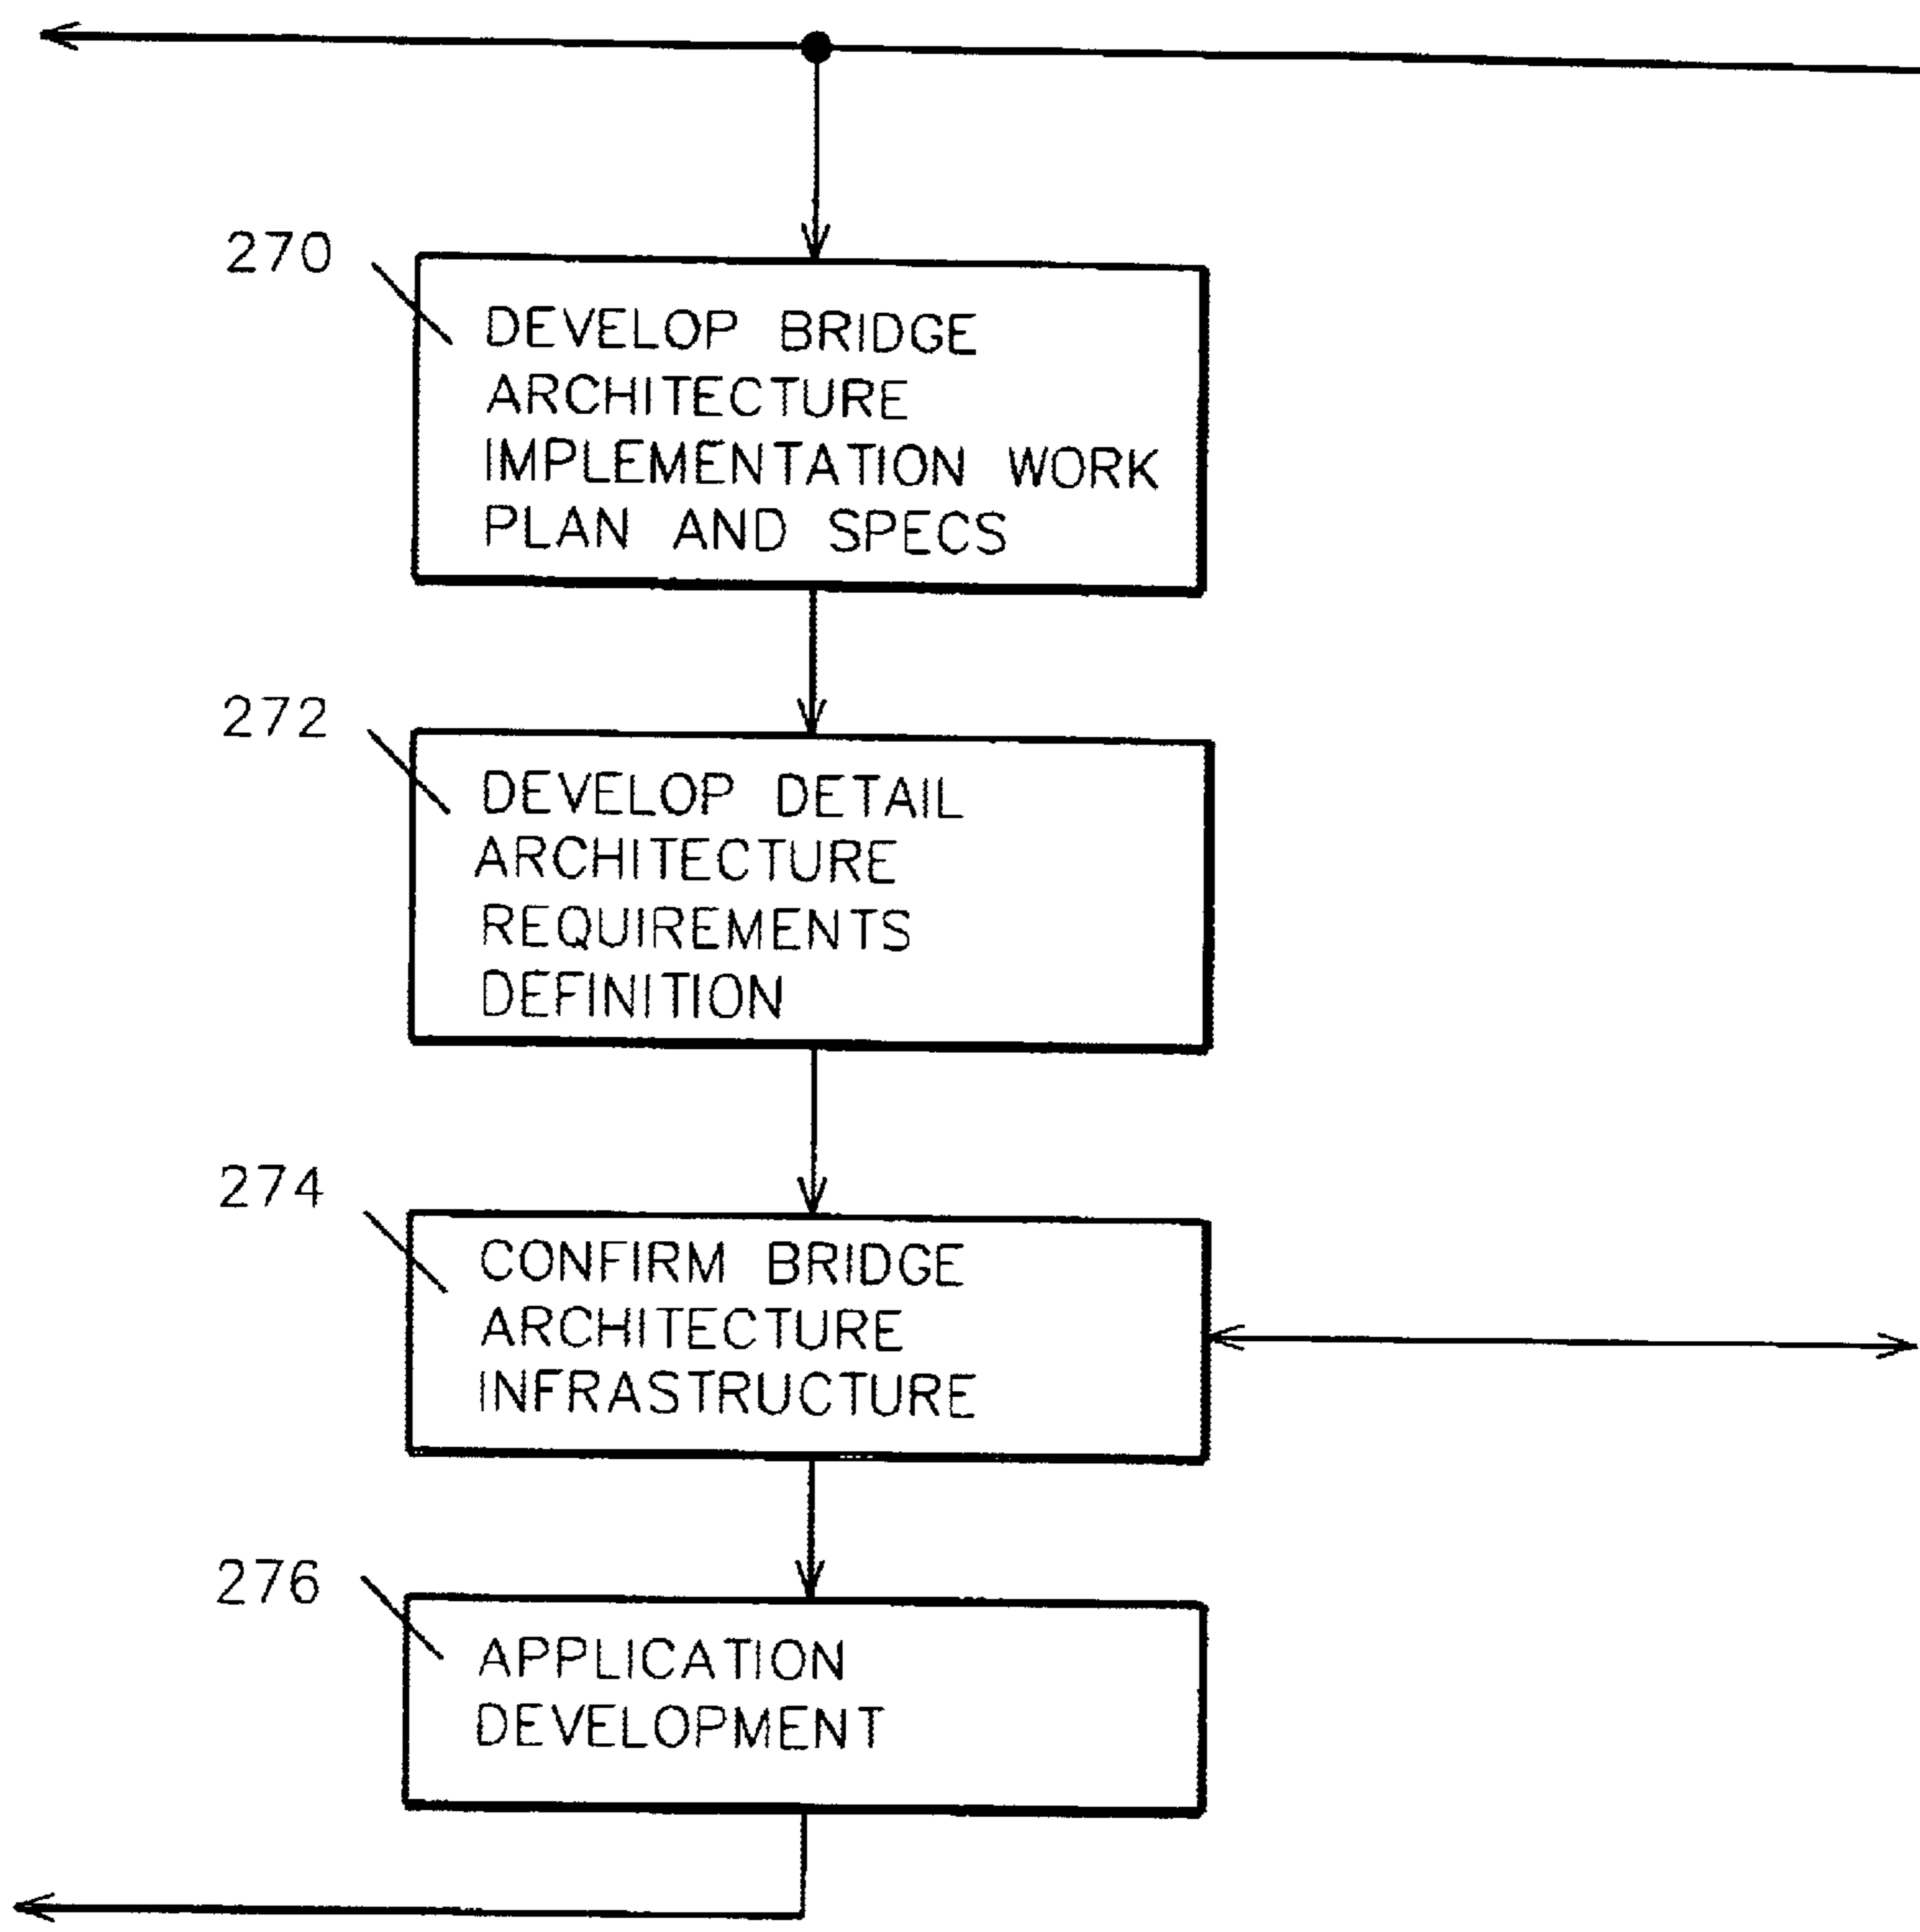 270
DEVELOP BRIDGE
ARCHITECTURE
IMPLEMENTATION WORK
PLAN AND SPECS
272
DEVELOP DETAIL
ARCHITECTURE
REQUIREMENTS
DEFINITION
274
CONFIRM BRIDGE
ARCHITECTURE
INFRASTRUCTURE
276
APPLICATION
DEVELOPMENT